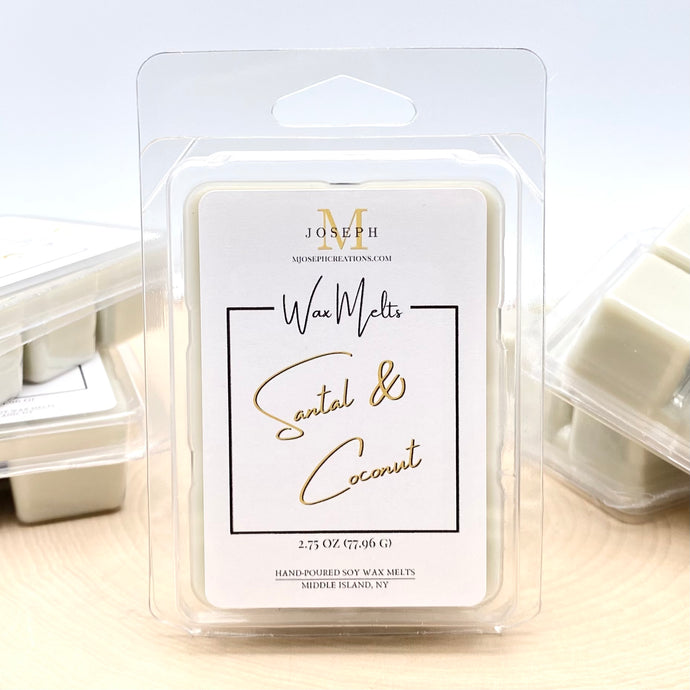 M
JOSEPH
MJOSEPHCREATIONS.COM
Wax Melts
Santal &
Coconut
2.75 OZ (77.96 G)
HAND-POURED SOY WAX MELTS
MIDDLE ISLAND, NY